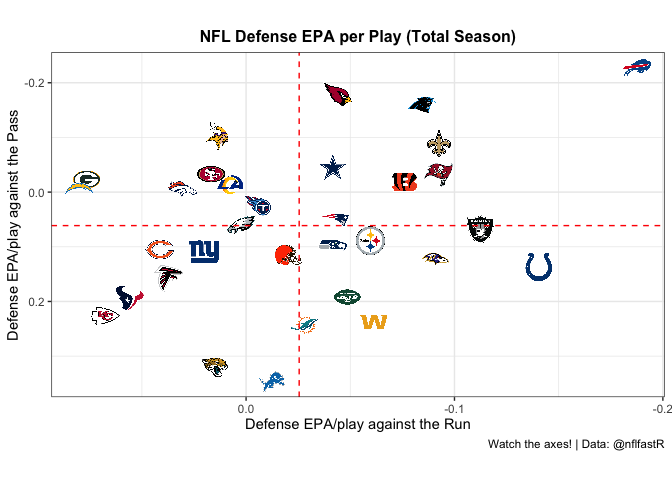 NFL Defense EPA per Play (Total Season)
Defense EPA/play against the Pass
-0.2
0.0
0.2
0.0
-0.1
-0.2
Defense EPA/play against the Run
Watch the axes! | Data: @nflfastR
ny
W
G